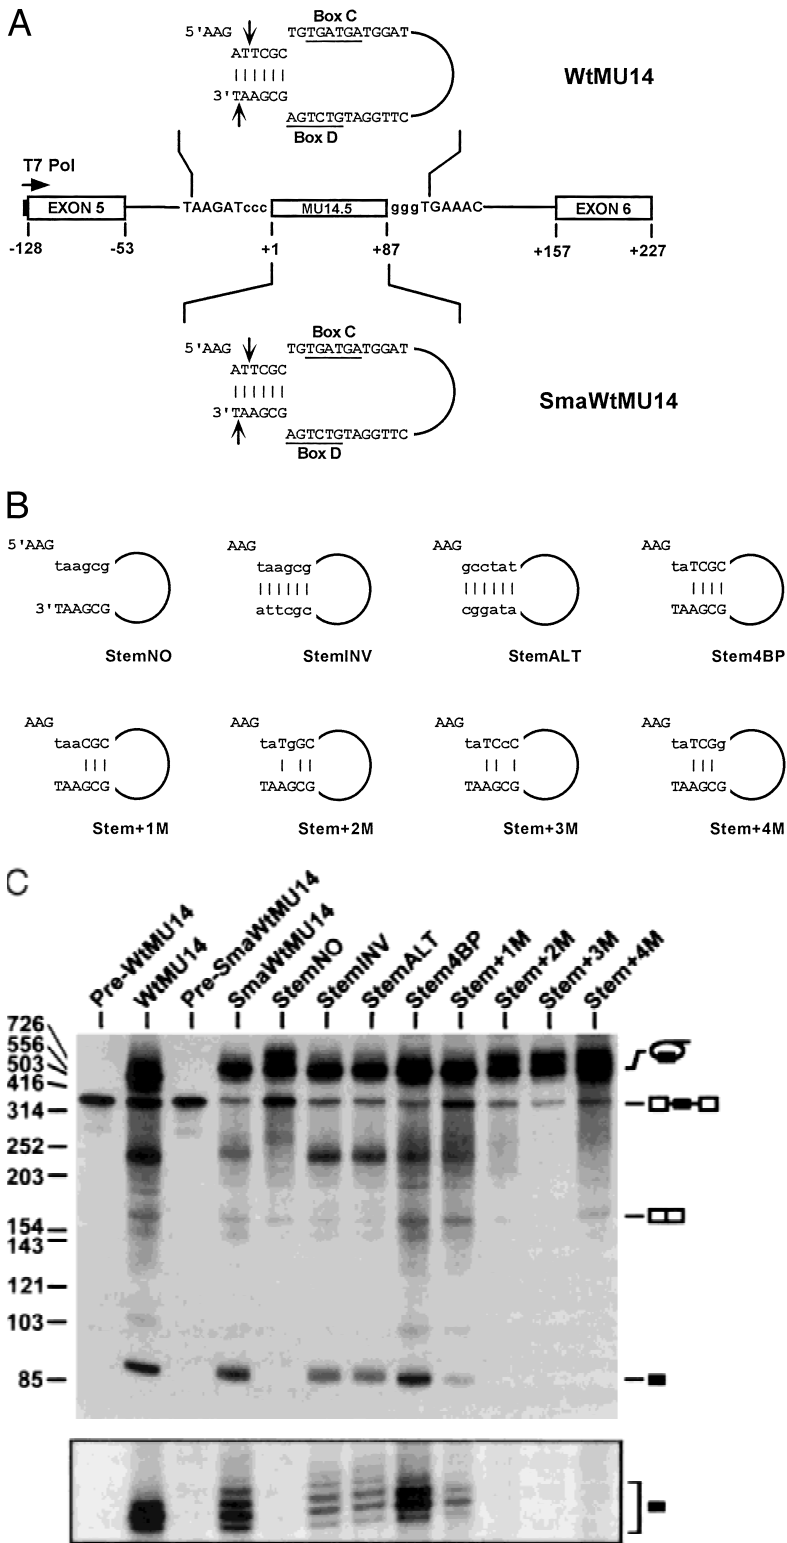 A
Box C
5'AAG TGTGATGATGGAT
ATTCGC
WtMU14
3'TAAGCG
AGTCTGTAGGTTC
Box D
T7 Pol
EXON 5 TAAGATccc MU14.5 gggTGAAAC EXON 6
-128 -53 +1 +87 +157 +227
Box C
5'AAG TGTGATGATGGAT
ATTCGC
SmaWtMU14
3'TAAGCG
AGTCTGTAGGTTC
Box D
B
5'AAG AAG AAG AAG
taagcg taagcg gcctat taTCGC
3'TAAGCG attcgc cggata TAAGCG
StemNO StemINV StemALT Stem4BP
AAG AAG AAG AAG
taaCGC taTgGC taTCcC taTCGg
TAAGCG TAAGCG TAAGCG TAAGCG
Stem+1M Stem+2M Stem+3M Stem+4M
C
Pre-WtMU14
WtMU14
Pre-SmaWtMU14
SmaWtMU14
StemNO
StemINV
StemALT
Stem4BP
Stem+1M
Stem+2M
Stem+3M
Stem+4M
726
556
503
416
314
252
203
154
143
121
103
85